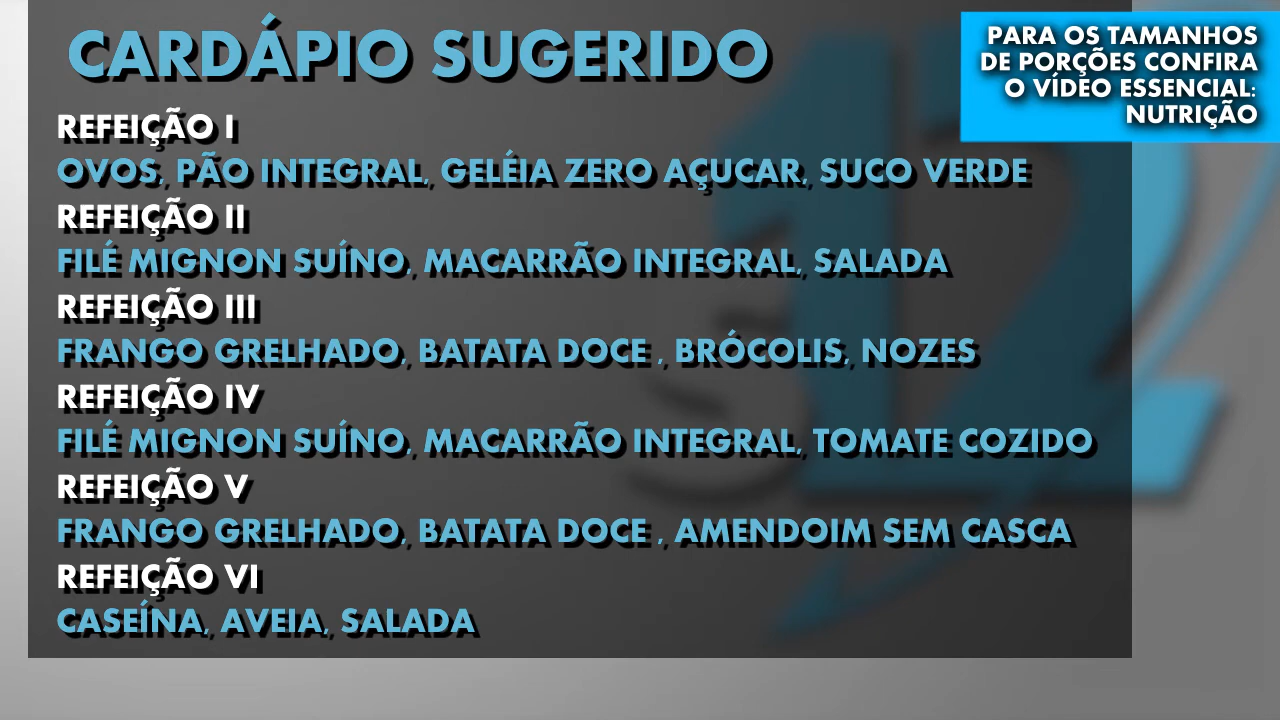 CARDÁPIO SUGERIDO
PARA OS TAMANHOS
DE PORÇÕES CONFIRA
O VÍDEO ESSENCIAL:
NUTRIÇÃO
REFEIÇÃO I
OVOS, PÃO INTEGRAL, GELÉIA ZERO AÇUCAR, SUCO VERDE
REFEIÇÃO II
FILÉ MIGNON SUÍNO, MACARRÃO INTEGRAL, SALADA
REFEIÇÃO III
FRANGO GRELHADO, BATATA DOCE , BRÓCOLIS, NOZES
REFEIÇÃO IV
FILÉ MIGNON SUÍNO, MACARRÃO INTEGRAL, TOMATE COZIDO
REFEIÇÃO V
FRANGO GRELHADO, BATATA DOCE , AMENDOIM SEM CASCA
REFEIÇÃO VI
CASEÍNA, AVEIA, SALADA
12